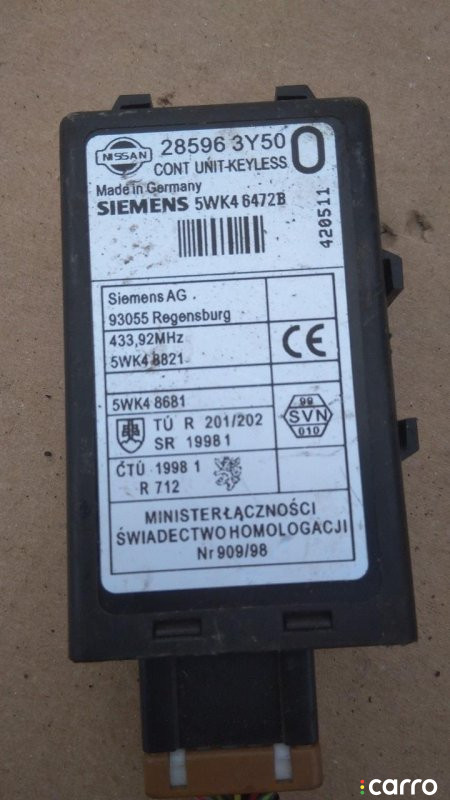 NISSAN
28596 3Y50 0
CONT UNIT-KEYLESS
Made in Germany
SIEMENS 5WK4 6472B
420511
Siemens AG
93055 Regensburg
433,92MHz
5WK4 8821
CE
5WK4 8681
TÚ R 201/202
SR 1998 1
99
SVN
010
ČTÚ 1998 1
R 712
MINISTER ŁĄCZNOŚCI
ŚWIADECTWO HOMOLOGACJI
Nr 909/98
carro